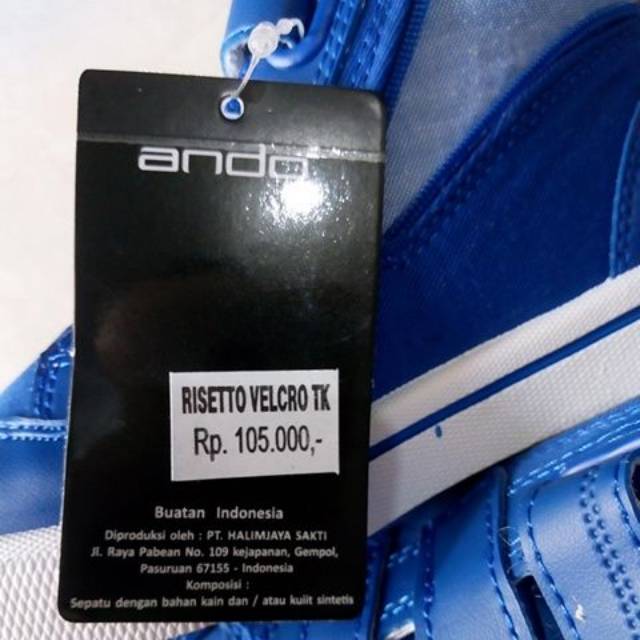 ando
RISETTO VELCRO TK
Rp. 105.000,-
Buatan Indonesia
Diproduksi oleh : PT. HALIMJAYA SAKTI
Jl. Raya Pabean No. 109 kejapanan, Gempol,
Pasuruan 67155 - Indonesia
Komposisi :
Sepatu dengan bahan kain dan / atau kulit sintetis